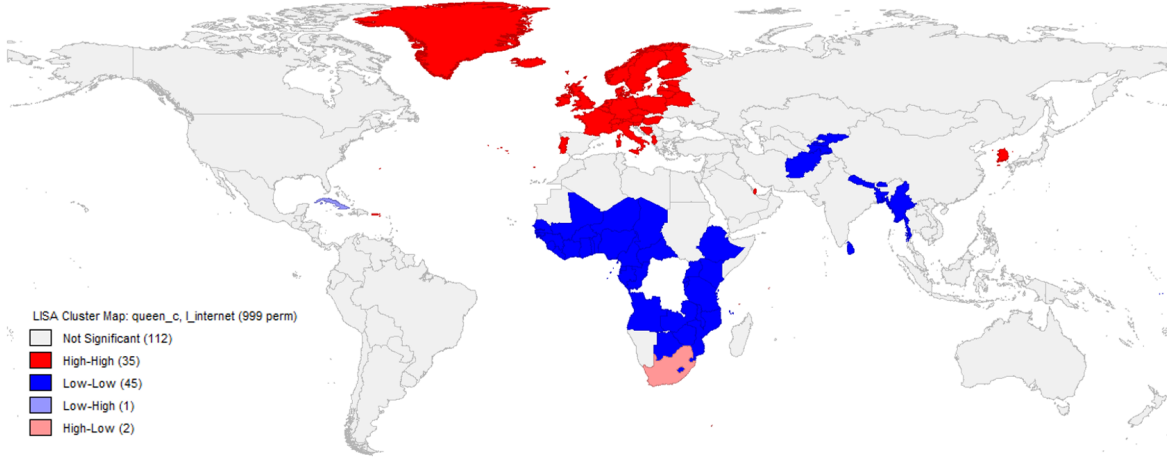 LISA Cluster Map: queen_c, l_internet (999 perm)
Not Significant (112)
High-High (35)
Low-Low (45)
Low-High (1)
High-Low (2)